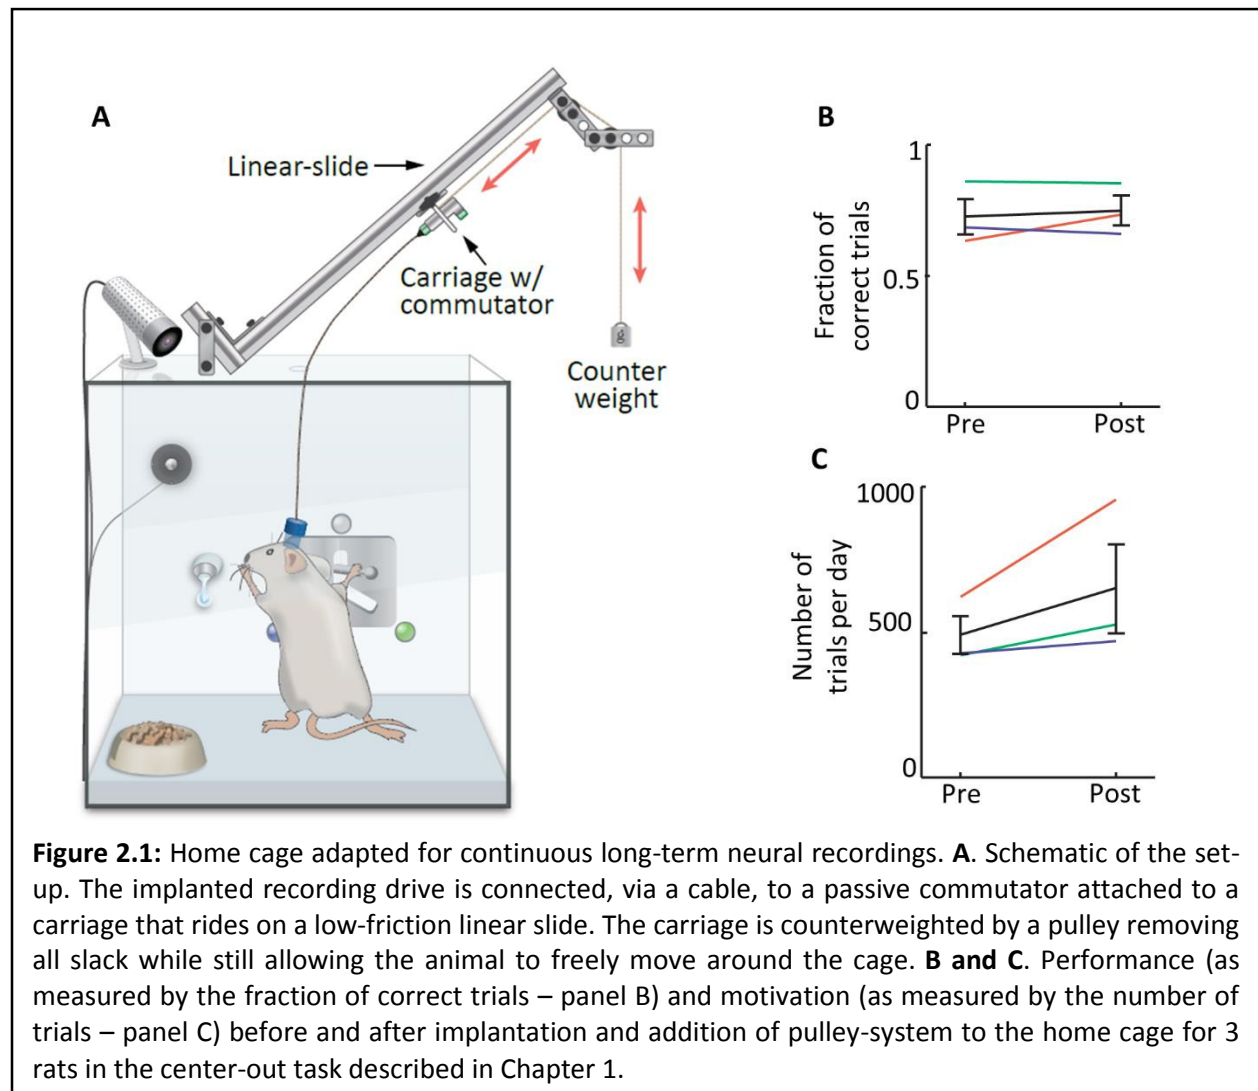 A
Linear-slide
Carriage w/
commutator
Counter
weight
B
Fraction of
correct trials
1
0.5
0
Pre Post
C
Number of
trials per day
1000
500
0
Pre Post
Figure 2.1: Home cage adapted for continuous long-term neural recordings. A. Schematic of the set-
up. The implanted recording drive is connected, via a cable, to a passive commutator attached to a
carriage that rides on a low-friction linear slide. The carriage is counterweighted by a pulley removing
all slack while still allowing the animal to freely move around the cage. B and C. Performance (as
measured by the fraction of correct trials – panel B) and motivation (as measured by the number of
trials – panel C) before and after implantation and addition of pulley-system to the home cage for 3
rats in the center-out task described in Chapter 1.